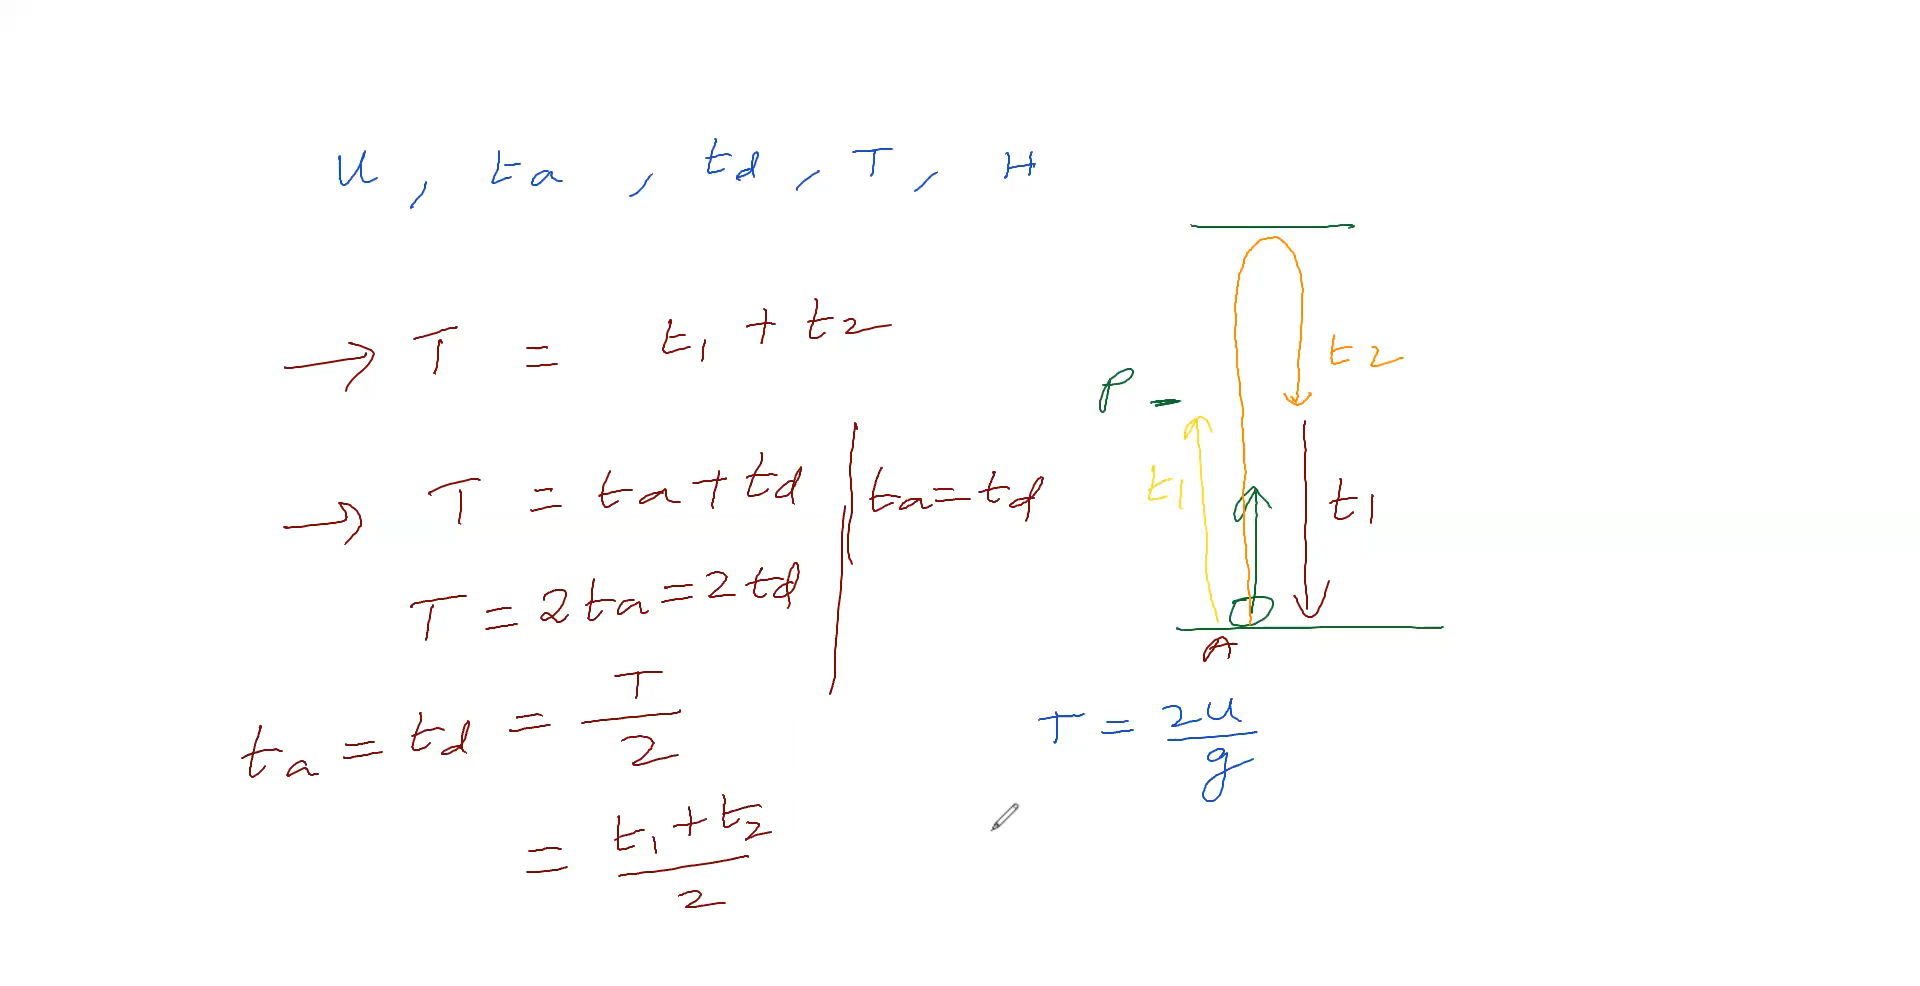 u, ta, td, T, H
→ T = t1 + t2
→ T = ta + td | ta = td
T = 2ta = 2td
ta = td = T/2
= (t1 + t2)/2
P -
t1
t2
t1
A
T = 2u/g